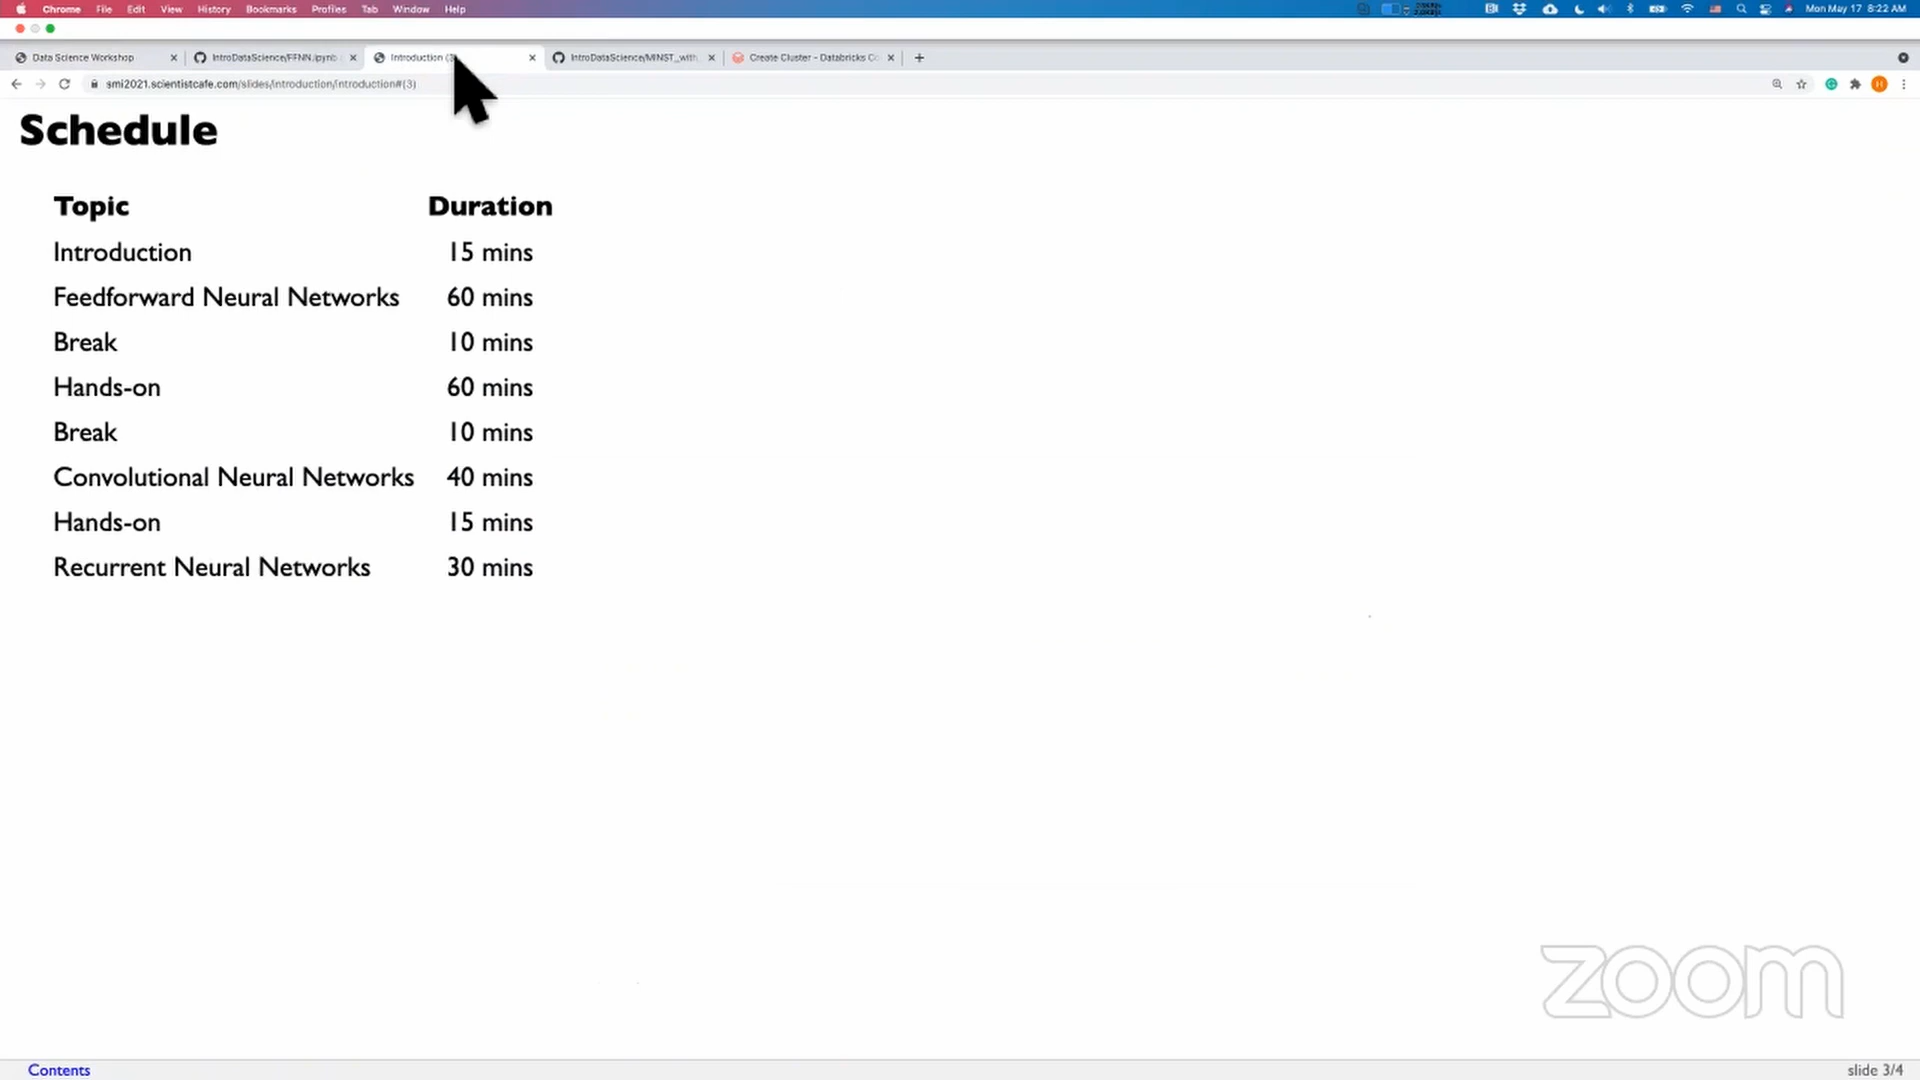 Chrome File Edit View History Bookmarks Profiles Tab Window Help Mon May 17 8:22 AM
Data Science Workshop IntroDataScience/FFNN.ipynb Introduction (3) IntroDataScience/MINST_with Create Cluster - Databricks Co
smi2021.scientistcafe.com/slides/introduction/introduction#(3)
Schedule
Topic Duration
Introduction 15 mins
Feedforward Neural Networks 60 mins
Break 10 mins
Hands-on 60 mins
Break 10 mins
Convolutional Neural Networks 40 mins
Hands-on 15 mins
Recurrent Neural Networks 30 mins
zoom
Contents slide 3/4